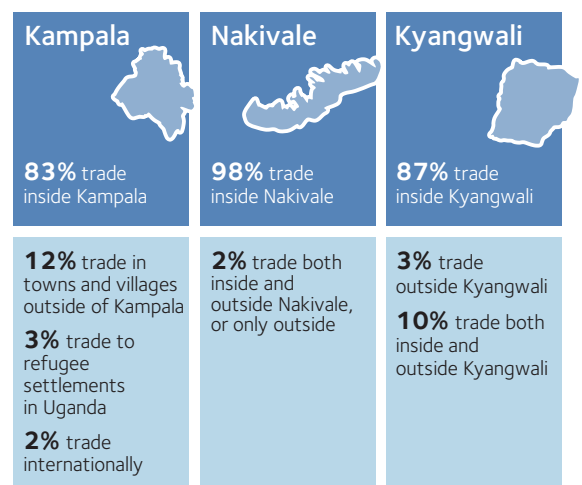 Kampala
83% trade
inside Kampala
12% trade in
towns and villages
outside of Kampala
3% trade to
refugee
settlements
in Uganda
2% trade
internationally
Nakivale
98% trade
inside Nakivale
2% trade both
inside and
outside Nakivale,
or only outside
Kyangwali
87% trade
inside Kyangwali
3% trade
outside Kyangwali
10% trade both
inside and
outside Kyangwali